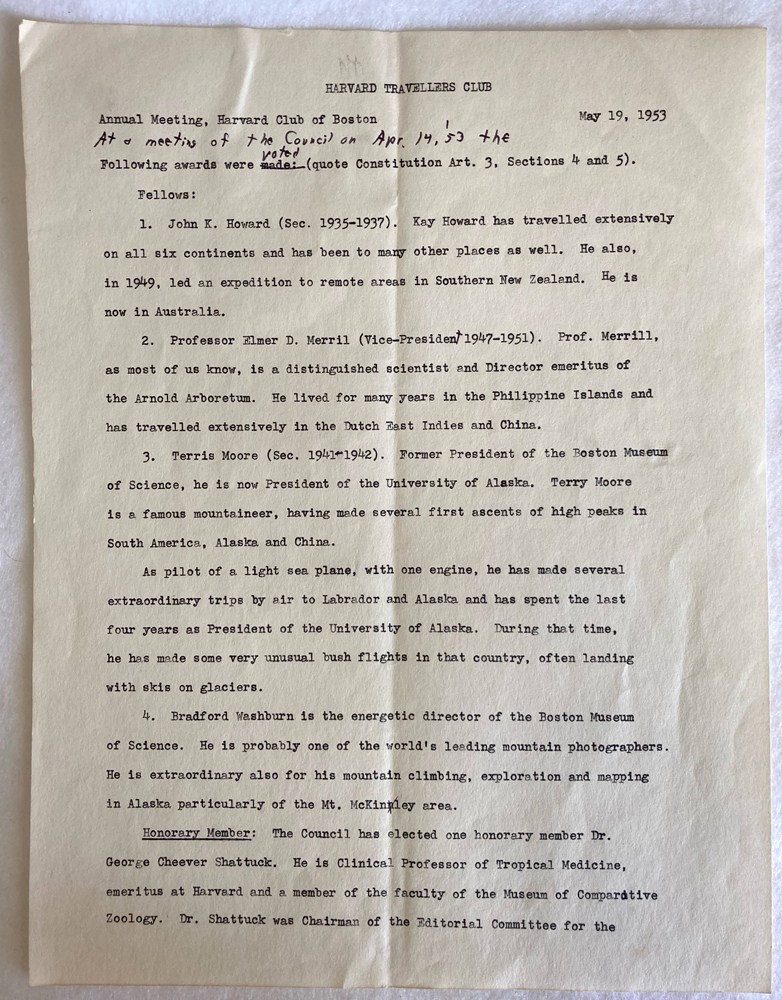 HARVARD TRAVELLERS CLUB
Annual Meeting, Harvard Club of Boston May 19, 1953
At a meeting of the Council on Apr. 14, '53 the
voted
Following awards were made: (quote Constitution Art. 3, Sections 4 and 5).
Fellows:
1. John K. Howard (Sec. 1935-1937). Kay Howard has travelled extensively
on all six continents and has been to many other places as well. He also,
in 1949, led an expedition to remote areas in Southern New Zealand. He is
now in Australia.
2. Professor Elmer D. Merril (Vice-President 1947-1951). Prof. Merrill,
as most of us know, is a distinguished scientist and Director emeritus of
the Arnold Arboretum. He lived for many years in the Philippine Islands and
has travelled extensively in the Dutch East Indies and China.
3. Terris Moore (Sec. 1941-1942). Former President of the Boston Museum
of Science, he is now President of the University of Alaska. Terry Moore
is a famous mountaineer, having made several first ascents of high peaks in
South America, Alaska and China.
As pilot of a light sea plane, with one engine, he has made several
extraordinary trips by air to Labrador and Alaska and has spent the last
four years as President of the University of Alaska. During that time,
he has made some very unusual bush flights in that country, often landing
with skis on glaciers.
4. Bradford Washburn is the energetic director of the Boston Museum
of Science. He is probably one of the world's leading mountain photographers.
He is extraordinary also for his mountain climbing, exploration and mapping
in Alaska particularly of the Mt. McKinley area.
Honorary Member: The Council has elected one honorary member Dr.
George Cheever Shattuck. He is Clinical Professor of Tropical Medicine,
emeritus at Harvard and a member of the faculty of the Museum of Comparative
Zoology. Dr. Shattuck was Chairman of the Editorial Committee for the